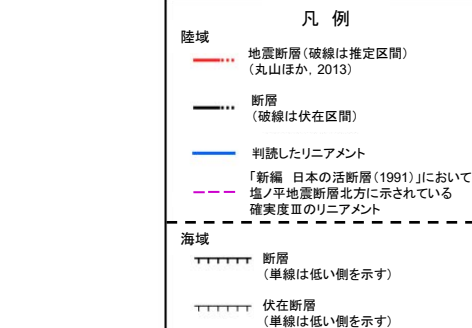 凡 例
陸域
地震断層（破線は推定区間）
（丸山ほか, 2013）
断層
（破線は伏在区間）
判読したリニアメント
「新編 日本の活断層（1991）」において
塩ノ平地震断層北方に示されている
確実度Ⅲのリニアメント
海域
断層
（単線は低い側を示す）
伏在断層
（単線は低い側を示す）